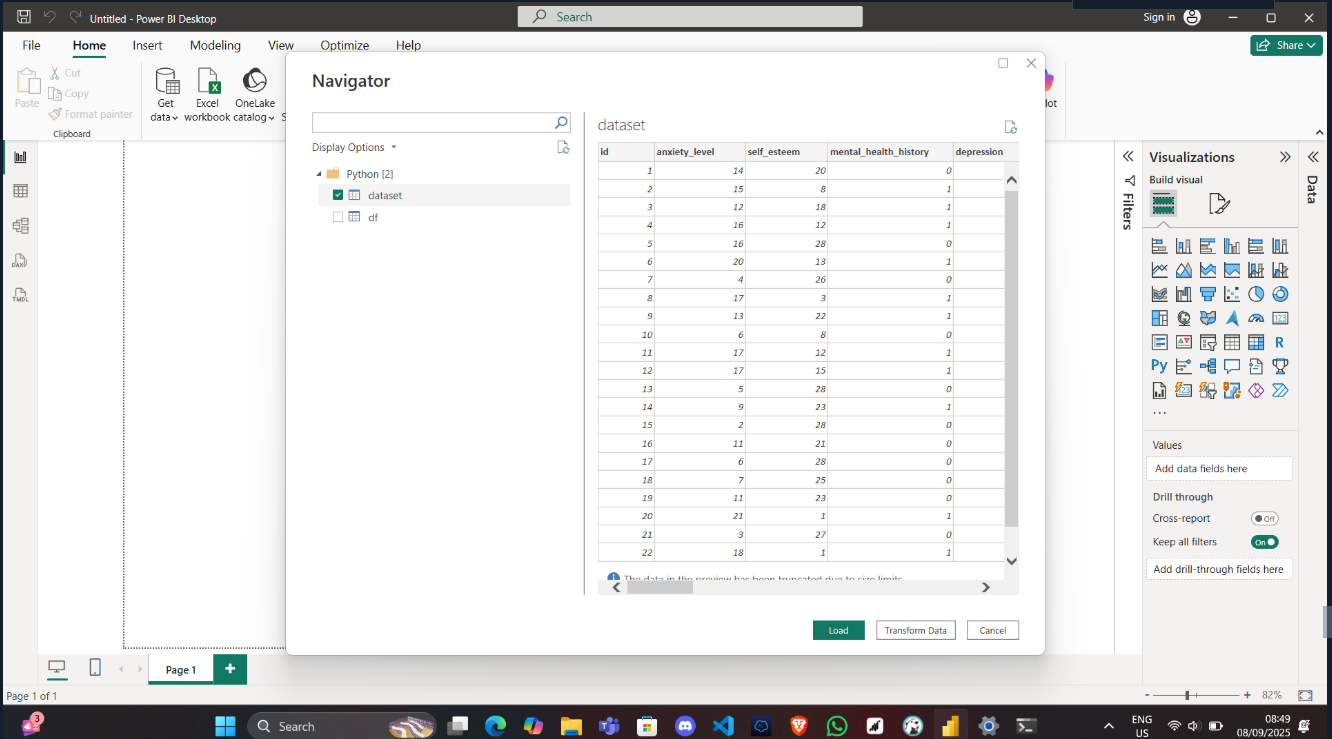 Untitled - Power BI Desktop
Search
Sign in
File Home Insert Modeling View Optimize Help
Share
Paste
Cut
Copy
Format painter
Clipboard
Get data
Excel workbook
OneLake catalog
lot
Navigator
Display Options
Python [2]
dataset
df
dataset
id anxiety_level self_esteem mental_health_history depression
1 14 20 0
2 15 8 1
3 12 18 1
4 16 12 1
5 16 28 0
6 20 13 1
7 4 26 0
8 17 3 1
9 13 22 1
10 6 8 0
11 17 12 1
12 17 15 1
13 5 28 0
14 9 23 1
15 2 28 0
16 11 21 0
17 6 28 0
18 7 25 0
19 11 23 0
20 21 1 1
21 3 27 0
22 18 1 1
The data in the preview has been truncated due to size limits.
Load
Transform Data
Cancel
Filters
Visualizations
Build visual
123
R
Py
123
...
Values
Add data fields here
Drill through
Cross-report
Off
Keep all filters
On
Add drill-through fields here
Data
DAX
TMDL
Page 1
+
Page 1 of 1
- + 82%
3
Search
ENG
US
08:49
08/09/2025